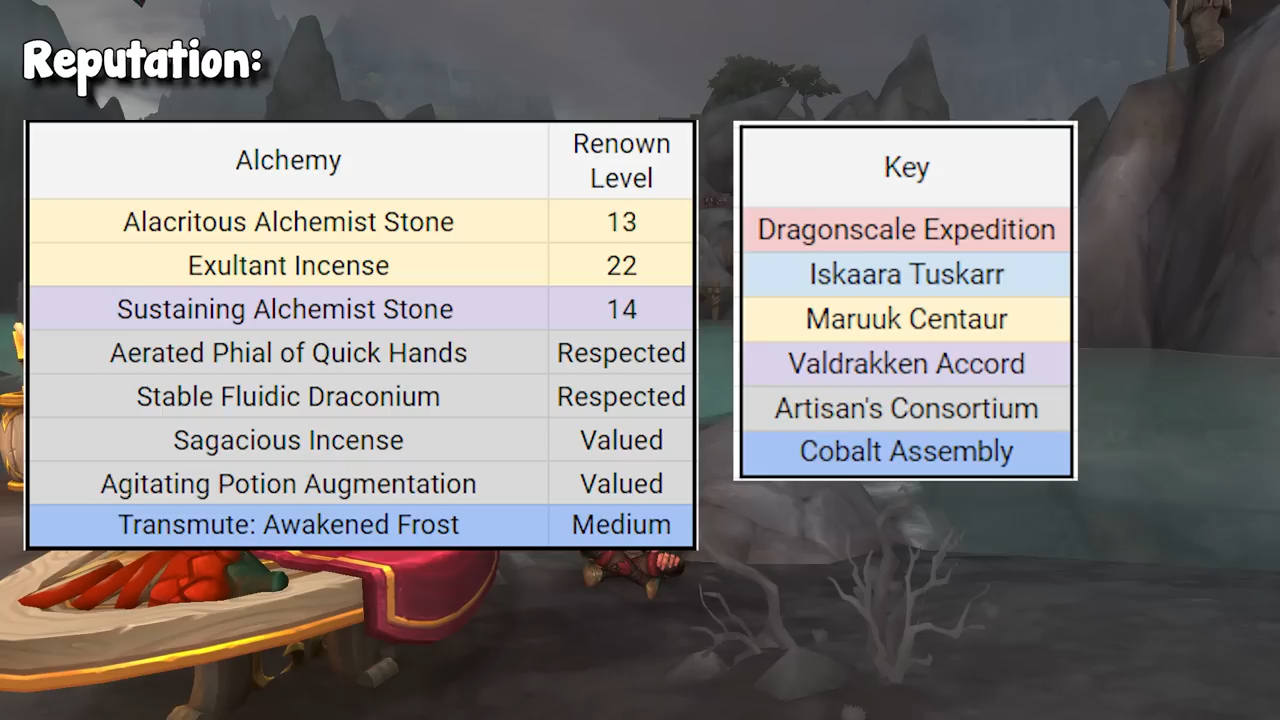 Reputation:
Alchemy
Renown
Level
Alacritous Alchemist Stone 13
Exultant Incense 22
Sustaining Alchemist Stone 14
Aerated Phial of Quick Hands Respected
Stable Fluidic Draconium Respected
Sagacious Incense Valued
Agitating Potion Augmentation Valued
Transmute: Awakened Frost Medium
Key
Dragonscale Expedition
Iskaara Tuskarr
Maruuk Centaur
Valdrakken Accord
Artisan's Consortium
Cobalt Assembly